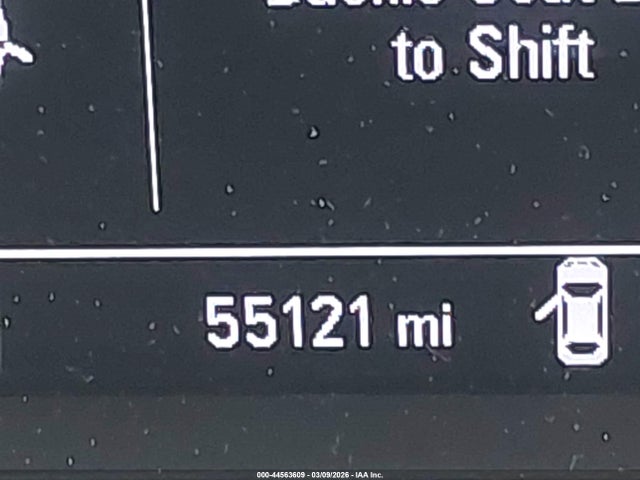 to Shift
55121 mi
000-44563609 - 03/09/2026 - IAA Inc.